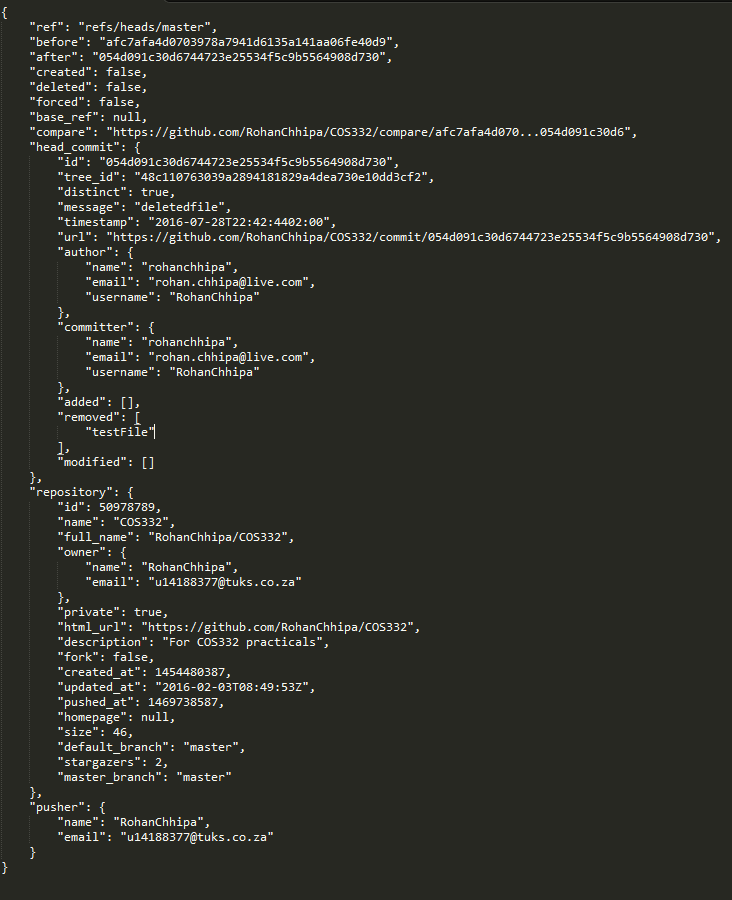 {
"ref": "refs/heads/master",
"before": "afc7afa4d0703978a7941d6135a141aa06fe40d9",
"after": "054d091c30d6744723e25534f5c9b5564908d730",
"created": false,
"deleted": false,
"forced": false,
"base_ref": null,
"compare": "https://github.com/RohanChhipa/COS332/compare/afc7afa4d070...054d091c30d6",
"head_commit": {
"id": "054d091c30d6744723e25534f5c9b5564908d730",
"tree_id": "48c110763039a2894181829a4dea730e10dd3cf2",
"distinct": true,
"message": "deletedfile",
"timestamp": "2016-07-28T22:42:4402:00",
"url": "https://github.com/RohanChhipa/COS332/commit/054d091c30d6744723e25534f5c9b5564908d730",
"author": {
"name": "rohanchhipa",
"email": "rohan.chhipa@live.com",
"username": "RohanChhipa"
},
"committer": {
"name": "rohanchhipa",
"email": "rohan.chhipa@live.com",
"username": "RohanChhipa"
},
"added": [],
"removed": [
"testFile"
],
"modified": []
},
"repository": {
"id": 50978789,
"name": "COS332",
"full_name": "RohanChhipa/COS332",
"owner": {
"name": "RohanChhipa",
"email": "u14188377@tuks.co.za"
},
"private": true,
"html_url": "https://github.com/RohanChhipa/COS332",
"description": "For COS332 practicals",
"fork": false,
"created_at": 1454480387,
"updated_at": "2016-02-03T08:49:53Z",
"pushed_at": 1469738587,
"homepage": null,
"size": 46,
"default_branch": "master",
"stargazers": 2,
"master_branch": "master"
},
"pusher": {
"name": "RohanChhipa",
"email": "u14188377@tuks.co.za"
}
}